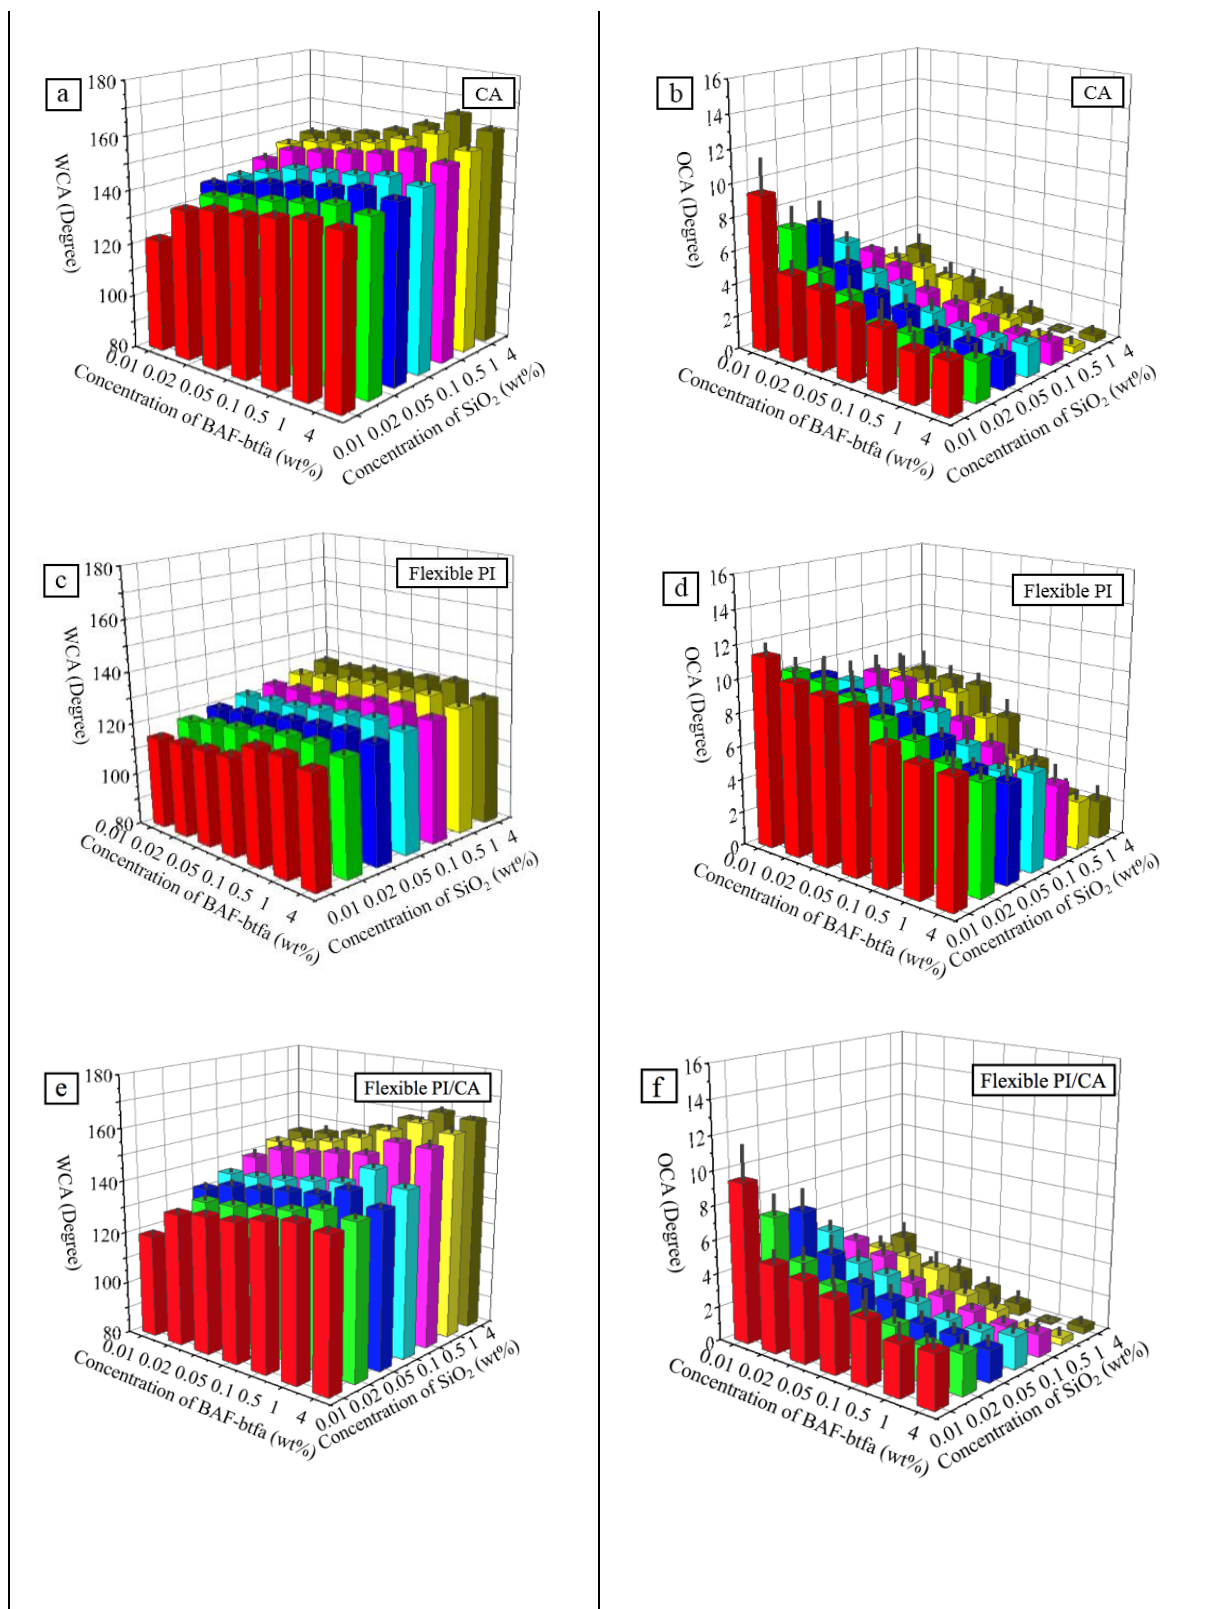 a
CA
180
160
140
120
100
80
WCA (Degree)
0.01 0.02 0.05 0.1 0.5 1 4
Concentration of BAF-btfa (wt%)
0.01 0.02 0.05 0.1 0.5 1 4
Concentration of SiO₂ (wt%)
b
CA
16
14
12
10
8
6
4
2
0
OCA (Degree)
0.01 0.02 0.05 0.1 0.5 1 4
Concentration of BAF-btfa (wt%)
0.01 0.02 0.05 0.1 0.5 1 4
Concentration of SiO₂ (wt%)
c
Flexible PI
180
160
140
120
100
80
WCA (Degree)
0.01 0.02 0.05 0.1 0.5 1 4
Concentration of BAF-btfa (wt%)
0.01 0.02 0.05 0.1 0.5 1 4
Concentration of SiO₂ (wt%)
d
Flexible PI
16
14
12
10
8
6
4
2
0
OCA (Degree)
0.01 0.02 0.05 0.1 0.5 1 4
Concentration of BAF-btfa (wt%)
0.01 0.02 0.05 0.1 0.5 1 4
Concentration of SiO₂ (wt%)
e
Flexible PI/CA
180
160
140
120
100
80
WCA (Degree)
0.01 0.02 0.05 0.1 0.5 1 4
Concentration of BAF-btfa (wt%)
0.01 0.02 0.05 0.1 0.5 1 4
Concentration of SiO₂ (wt%)
f
Flexible PI/CA
16
14
12
10
8
6
4
2
0
OCA (Degree)
0.01 0.02 0.05 0.1 0.5 1 4
Concentration of BAF-btfa (wt%)
0.01 0.02 0.05 0.1 0.5 1 4
Concentration of SiO₂ (wt%)